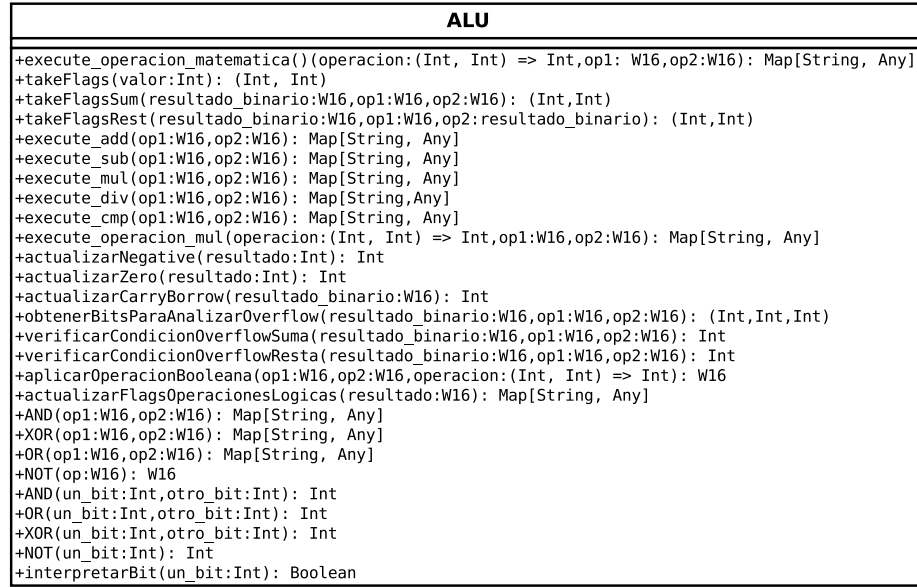 ALU
+execute_operacion_matematica()(operacion:(Int, Int) => Int,op1: W16,op2:W16): Map[String, Any]
+takeFlags(valor:Int): (Int, Int)
+takeFlagsSum(resultado_binario:W16,op1:W16,op2:W16): (Int,Int)
+takeFlagsRest(resultado_binario:W16,op1:W16,op2:resultado_binario): (Int,Int)
+execute_add(op1:W16,op2:W16): Map[String, Any]
+execute_sub(op1:W16,op2:W16): Map[String, Any]
+execute_mul(op1:W16,op2:W16): Map[String, Any]
+execute_div(op1:W16,op2:W16): Map[String,Any]
+execute_cmp(op1:W16,op2:W16): Map[String, Any]
+execute_operacion_mul(operacion:(Int, Int) => Int,op1:W16,op2:W16): Map[String, Any]
+actualizarNegative(resultado:Int): Int
+actualizarZero(resultado:Int): Int
+actualizarCarryBorrow(resultado_binario:W16): Int
+obtenerBitsParaAnalizarOverflow(resultado_binario:W16,op1:W16,op2:W16): (Int,Int,Int)
+verificarCondicionOverflowSuma(resultado_binario:W16,op1:W16,op2:W16): Int
+verificarCondicionOverflowResta(resultado_binario:W16,op1:W16,op2:W16): Int
+aplicarOperacionBooleana(op1:W16,op2:W16,operacion:(Int, Int) => Int): W16
+actualizarFlagsOperacionesLogicas(resultado:W16): Map[String, Any]
+AND(op1:W16,op2:W16): Map[String, Any]
+XOR(op1:W16,op2:W16): Map[String, Any]
+OR(op1:W16,op2:W16): Map[String, Any]
+NOT(op:W16): W16
+AND(un_bit:Int,otro_bit:Int): Int
+OR(un_bit:Int,otro_bit:Int): Int
+XOR(un_bit:Int,otro_bit:Int): Int
+NOT(un_bit:Int): Int
+interpretarBit(un_bit:Int): Boolean